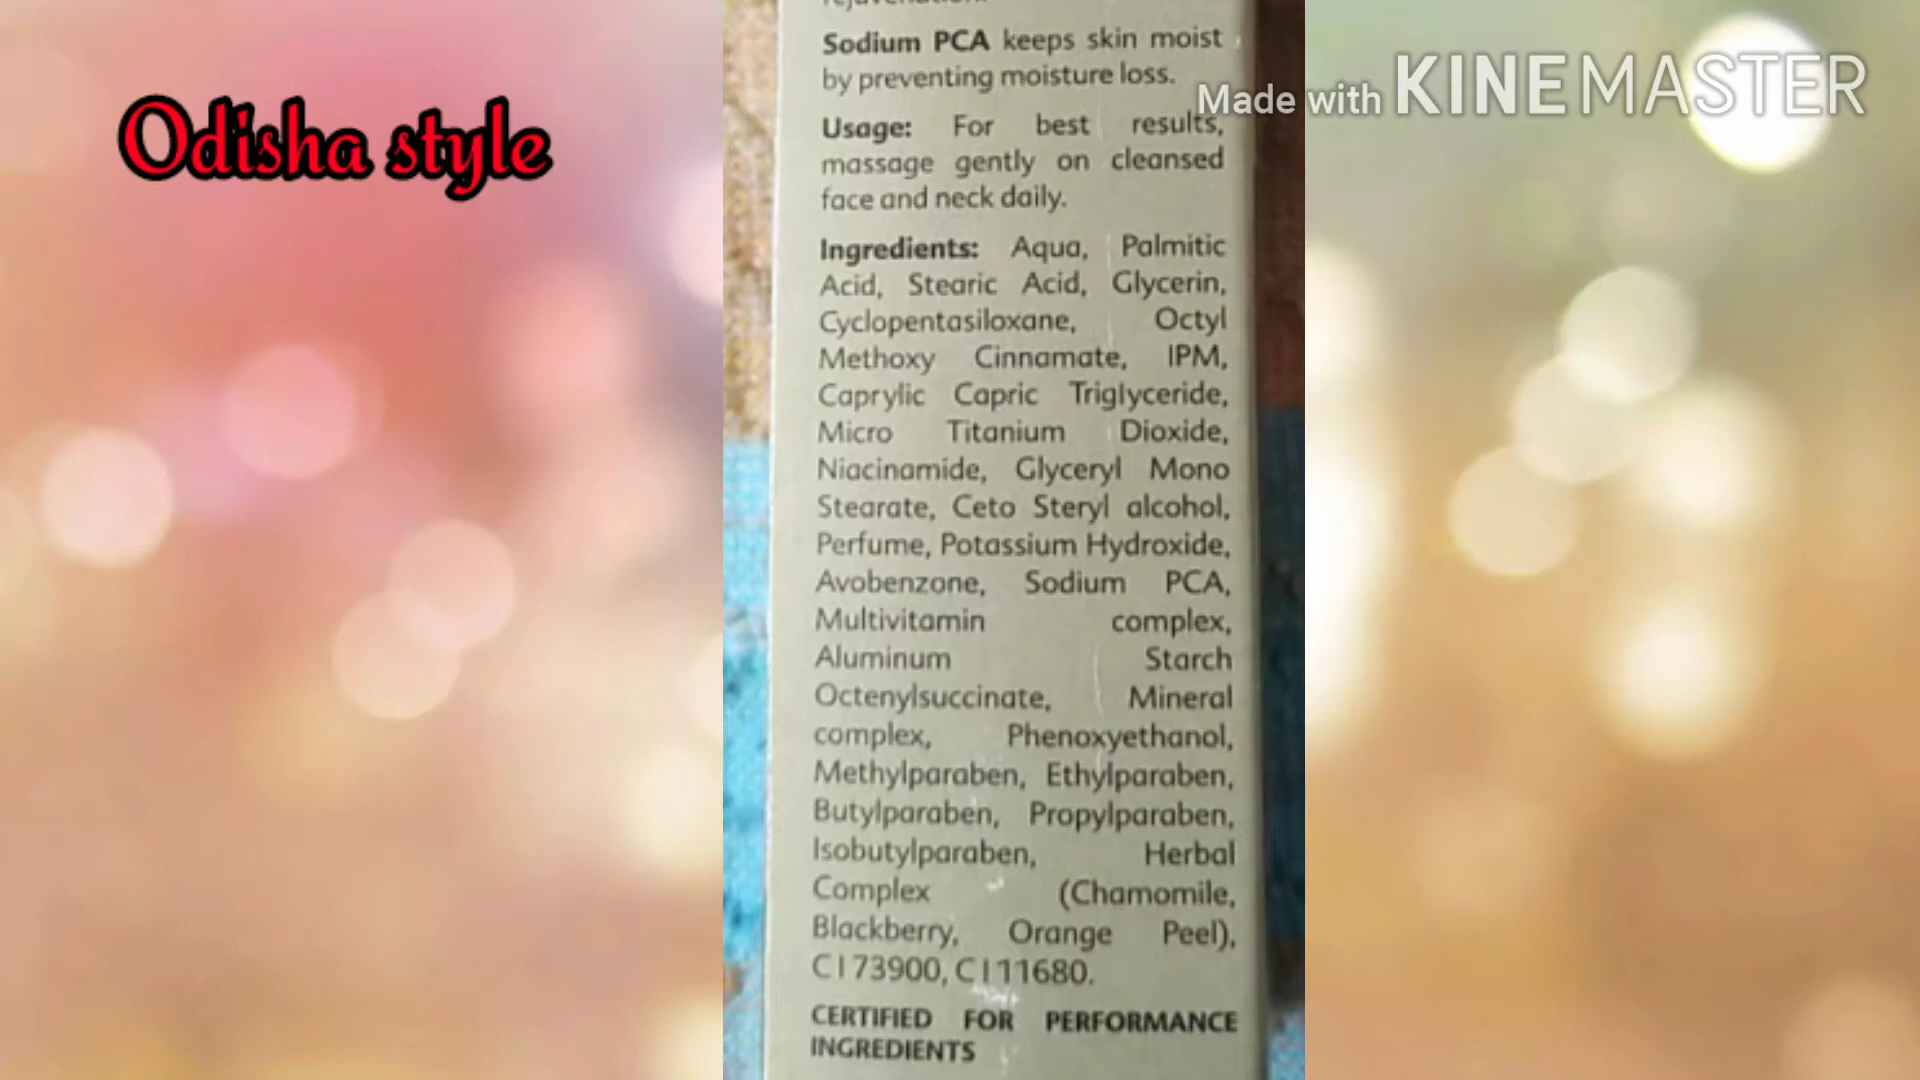 Odisha style
Made with KINEMASTER
Sodium PCA keeps skin moist
by preventing moisture loss.
Usage: For best results,
massage gently on cleansed
face and neck daily.
Ingredients: Aqua, Palmitic
Acid, Stearic Acid, Glycerin,
Cyclopentasiloxane, Octyl
Methoxy Cinnamate, IPM,
Caprylic Capric Triglyceride,
Micro Titanium Dioxide,
Niacinamide, Glyceryl Mono
Stearate, Ceto Steryl alcohol,
Perfume, Potassium Hydroxide,
Avobenzone, Sodium PCA,
Multivitamin complex,
Aluminum Starch
Octenylsuccinate, Mineral
complex, Phenoxyethanol,
Methylparaben, Ethylparaben,
Butylparaben, Propylparaben,
Isobutylparaben, Herbal
Complex (Chamomile,
Blackberry, Orange Peel),
C I 73900, C I 11680.
CERTIFIED FOR PERFORMANCE
INGREDIENTS